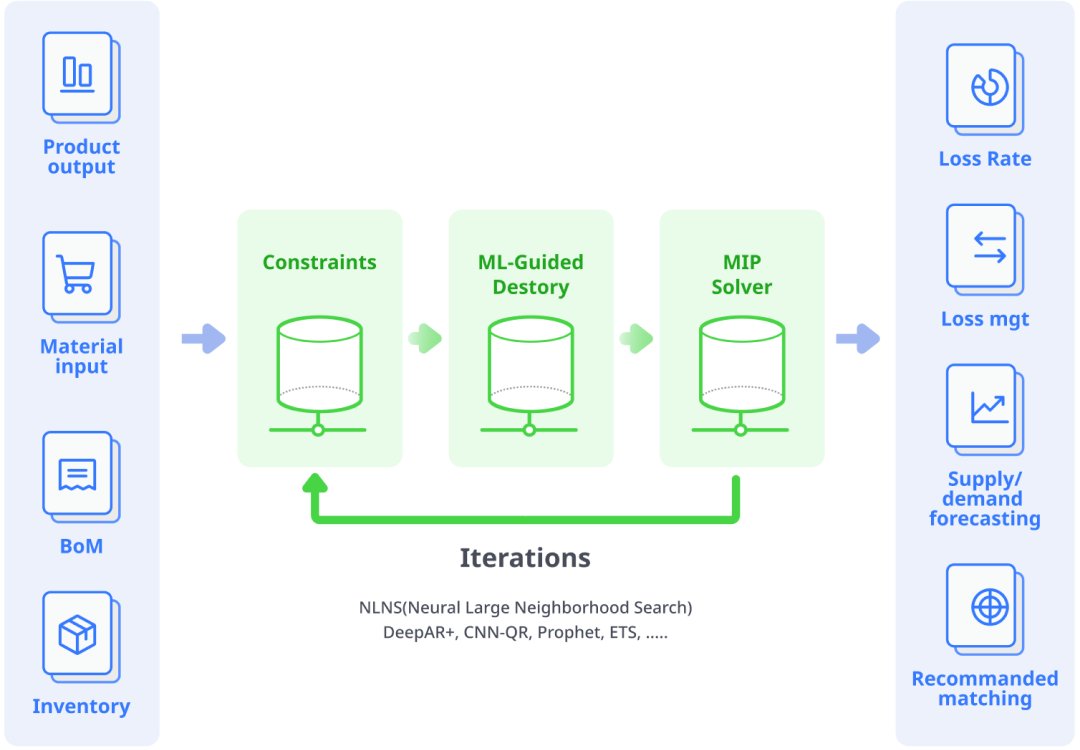 Product
output
Material
input
BoM
Inventory
Constraints
ML-Guided
Destory
MIP
Solver
Iterations
NLNS(Neural Large Neighborhood Search)
DeepAR+, CNN-QR, Prophet, ETS, .....
Loss Rate
Loss mgt
Supply/
demand
forecasting
Recommanded
matching